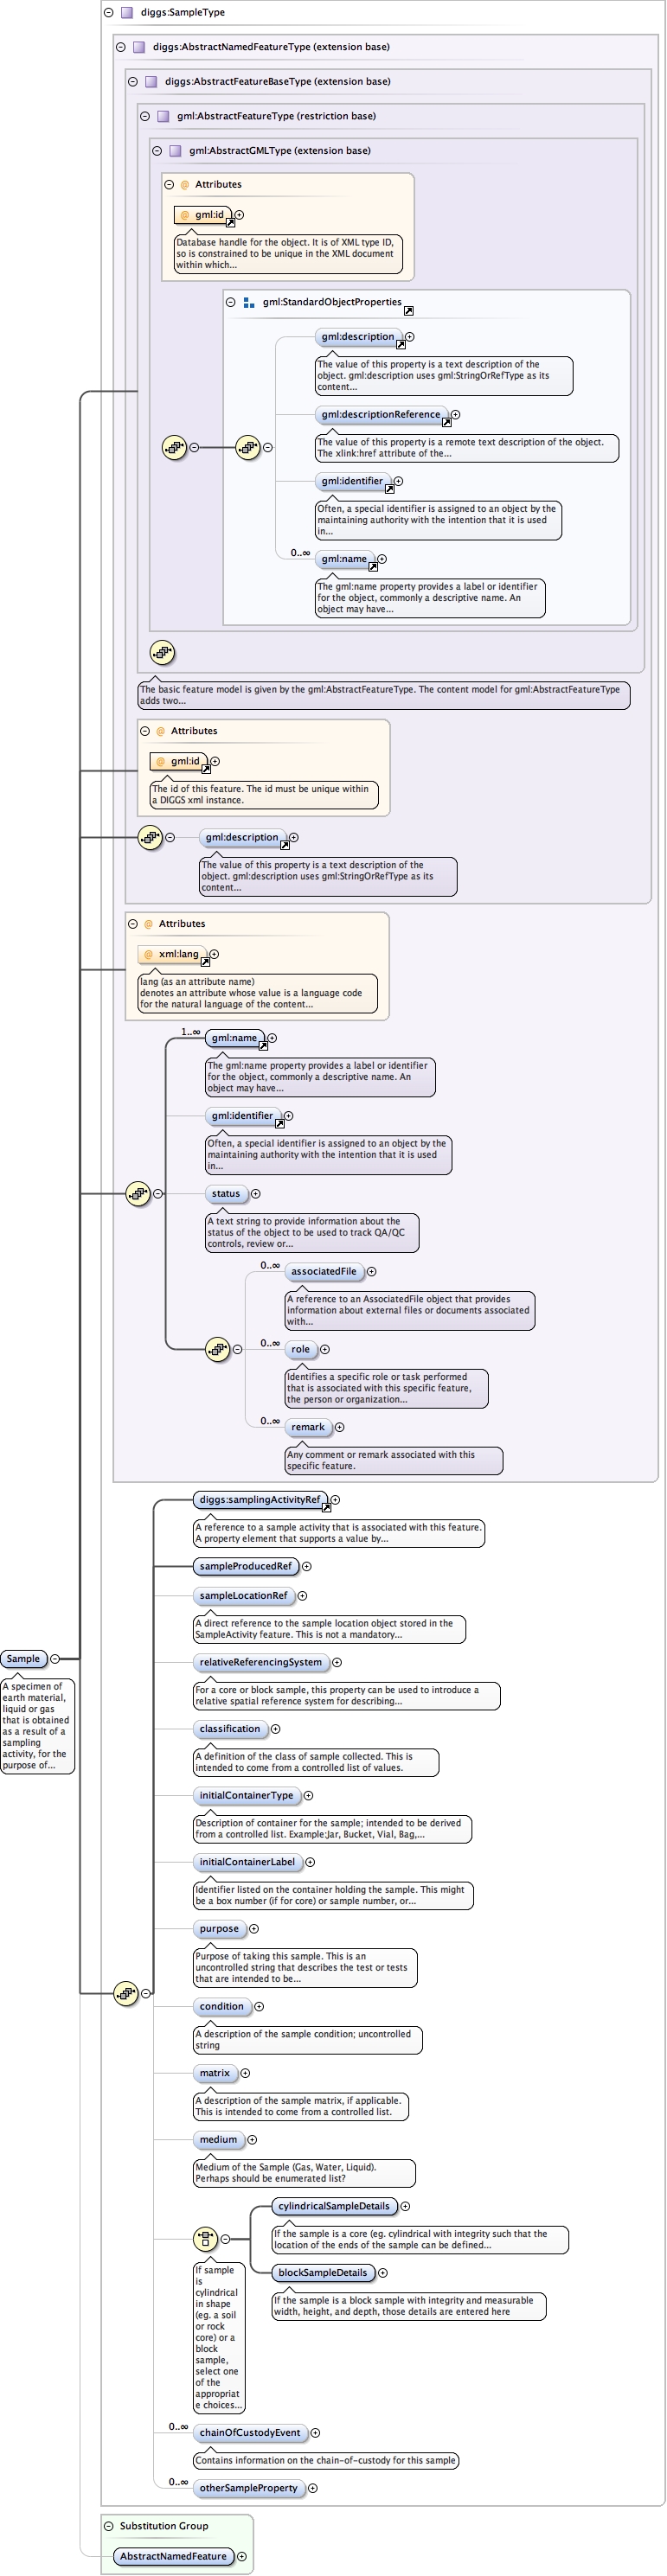 diggs:SampleType
diggs:AbstractNamedFeatureType (extension base)
diggs:AbstractFeatureBaseType (extension base)
gml:AbstractFeatureType (restriction base)
gml:AbstractGMLType (extension base)
@ Attributes
@ gml:id
Database handle for the object. It is of XML type ID,
so is constrained to be unique in the XML document
within which...
gml:StandardObjectProperties
gml:description
The value of this property is a text description of the
object. gml:description uses gml:StringOrRefType as its
content...
gml:descriptionReference
The value of this property is a remote text description of the object.
The xlink:href attribute of the...
gml:identifier
Often, a special identifier is assigned to an object by the
maintaining authority with the intention that it is used
in...
0..∞
gml:name
The gml:name property provides a label or identifier
for the object, commonly a descriptive name. An
object may have...
The basic feature model is given by the gml:AbstractFeatureType. The content model for gml:AbstractFeatureType
adds two...
@ Attributes
@ gml:id
The id of this feature. The id must be unique within
a DIGGS xml instance.
gml:description
The value of this property is a text description of the
object. gml:description uses gml:StringOrRefType as its
content...
@ Attributes
@ xml:lang
lang (as an attribute name)
denotes an attribute whose value is a language code
for the natural language of the content...
1..∞
gml:name
The gml:name property provides a label or identifier
for the object, commonly a descriptive name. An
object may have...
gml:identifier
Often, a special identifier is assigned to an object by the
maintaining authority with the intention that it is used
in...
status
A text string to provide information about the
status of the object to be used to track QA/QC
controls, review or...
0..∞
associatedFile
A reference to an AssociatedFile object that provides
information about external files or documents associated
with...
0..∞
role
Identifies a specific role or task performed
that is associated with this specific feature,
the person or organization...
0..∞
remark
Any comment or remark associated with this
specific feature.
diggs:samplingActivityRef
A reference to a sample activity that is associated with this feature.
A property element that supports a value by...
sampleProducedRef
sampleLocationRef
A direct reference to the sample location object stored in the
SampleActivity feature. This is not a mandatory...
Sample
A specimen of
earth material,
liquid or gas
that is obtained
as a result of a
sampling
activity, for the
purpose of...
relativeReferencingSystem
For a core or block sample, this property can be used to introduce a
relative spatial reference system for describing...
classification
A definition of the class of sample collected. This is
intended to come from a controlled list of values.
initialContainerType
Description of container for the sample; intended to be derived
from a controlled list. Example;Jar, Bucket, Vial, Bag,...
initialContainerLabel
Identifier listed on the container holding the sample. This might
be a box number (if for core) or sample number, or...
purpose
Purpose of taking this sample. This is an
uncontrolled string that describes the test or tests
that are intended to be...
condition
A description of the sample condition; uncontrolled
string
matrix
A description of the sample matrix, if applicable.
This is intended to come from a controlled list.
medium
Medium of the Sample (Gas, Water, Liquid).
Perhaps should be enumerated list?
cylindricalSampleDetails
If the sample is a core (eg. cylindrical with integrity such that the
location of the ends of the sample can be defined...
blockSampleDetails
If the sample is a block sample with integrity and measurable
width, height, and depth, those details are entered here
If sample
is
cylindrical
in shape
(eg. a soil
or rock
core) or a
block
sample,
select one
of the
appropriat
e choices...
0..∞
chainOfCustodyEvent
Contains information on the chain-of-custody for this sample
0..∞
otherSampleProperty
Substitution Group
AbstractNamedFeature